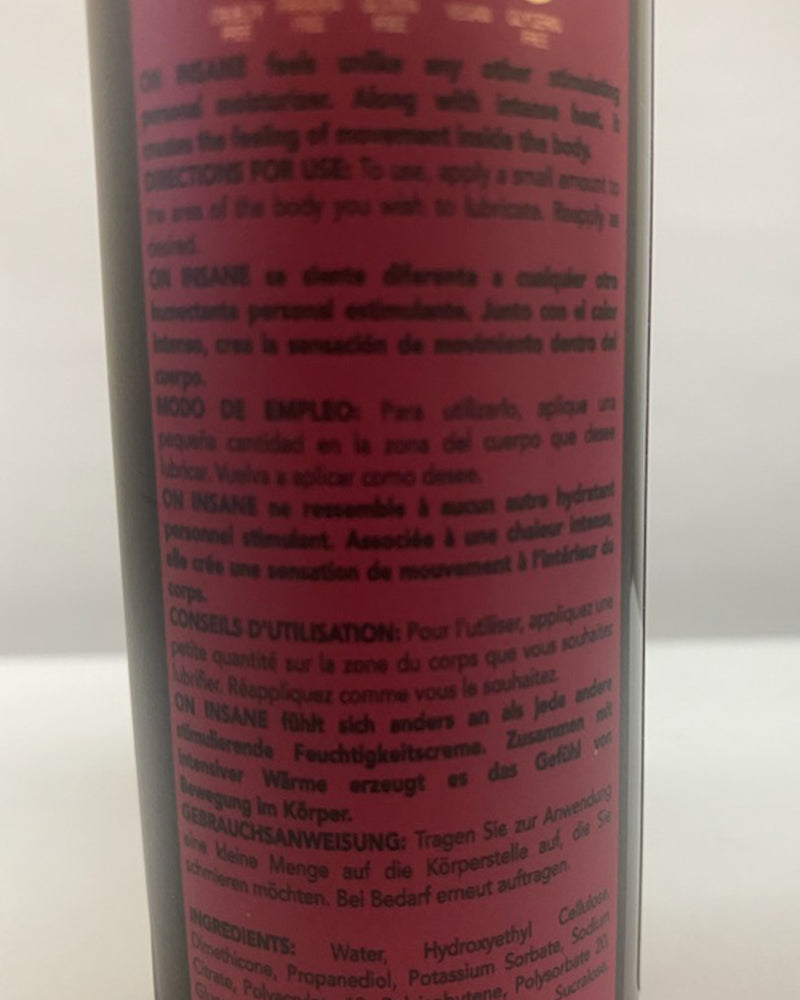 FREE FREE FREE VEGAN GLYCERIN FREE
ON INSANE feels unlike any other stimulating
personal moisturizer. Along with intense heat, it
creates the feeling of movement inside the body.
DIRECTIONS FOR USE: To use, apply a small amount to
the area of the body you wish to lubricate. Reapply as
desired.
ON INSANE se siente diferente a cualquier otro
humectante personal estimulante. Junto con el calor
intenso, crea la sensación de movimiento dentro del
cuerpo.
MODO DE EMPLEO: Para utilizarlo, aplique una
pequeña cantidad en la zona del cuerpo que desee
lubricar. Vuelva a aplicar como desee.
ON INSANE ne ressemble à aucun autre hydratant
personnel stimulant. Associée à une chaleur intense,
elle crée une sensation de mouvement à l'intérieur du
corps.
CONSEILS D'UTILISATION: Pour l'utiliser, appliquez une
petite quantité sur la zone du corps que vous souhaitez
lubrifier. Réappliquez comme vous le souhaitez.
ON INSANE fühlt sich anders an als jede andere
stimulierende Feuchtigkeitscreme. Zusammen mit
intensiver Wärme erzeugt es das Gefühl von
Bewegung im Körper.
GEBRAUCHSANWEISUNG: Tragen Sie zur Anwendung
eine kleine Menge auf die Körperstelle auf, die Sie
schmieren möchten. Bei Bedarf erneut auftragen.
INGREDIENTS: Water, Hydroxyethyl Cellulose,
Dimethicone, Propanediol, Potassium Sorbate, Sodium
Citrate, Polysorbate 20,
Sucralose,